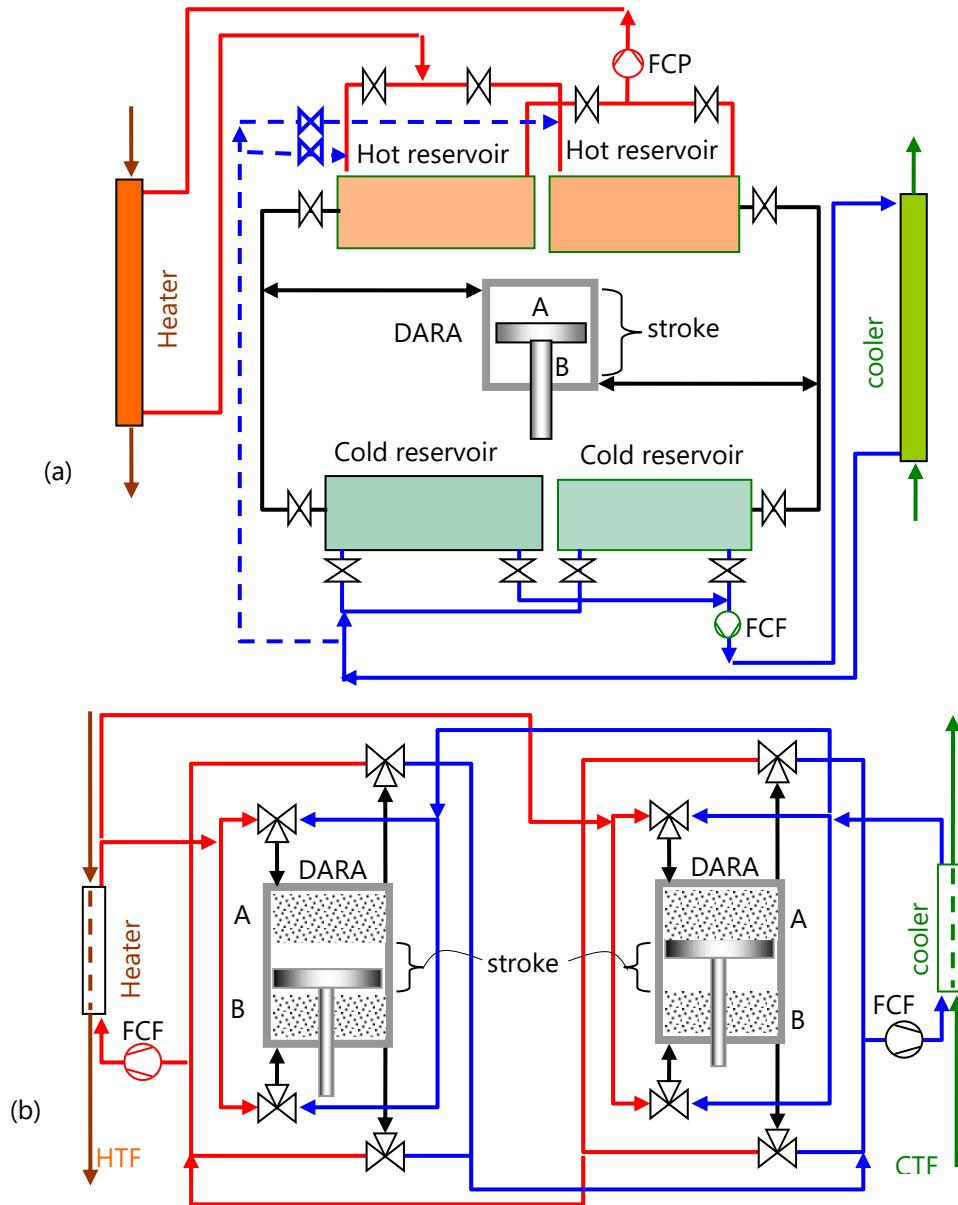 FCP
Hot reservoir
Hot reservoir
Heater
A
DARA
stroke
B
cooler
(a)
Cold reservoir
Cold reservoir
FCF
DARA
DARA
A
A
Heater
stroke
cooler
B
B
FCF
FCF
(b)
HTF
CTF